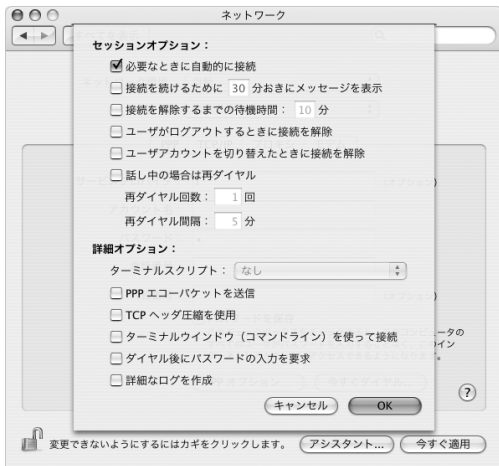 ネットワーク
セッションオプション：
必要なときに自動的に接続
接続を続けるために 30 分おきにメッセージを表示
接続を解除するまでの待機時間： 10 分
ユーザがログアウトするときに接続を解除
ユーザアカウントを切り替えたときに接続を解除
話し中の場合は再ダイヤル
再ダイヤル回数： 1 回
再ダイヤル間隔： 5 分
詳細オプション：
ターミナルスクリプト： なし
PPP エコーパケットを送信
TCP ヘッダ圧縮を使用
ターミナルウインドウ（コマンドライン）を使って接続
ダイヤル後にパスワードの入力を要求
詳細なログを作成
キャンセル OK
?
変更できないようにするにはカギをクリックします。 アシスタント... 今すぐ適用